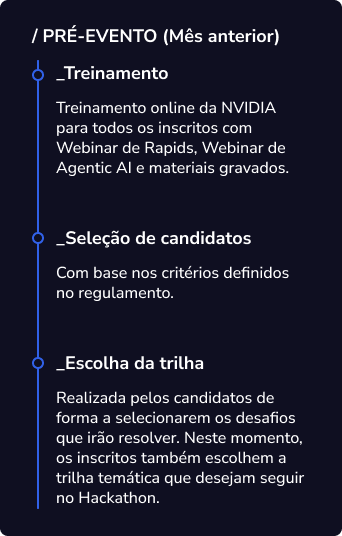 / PRÉ-EVENTO (Mês anterior)
_Treinamento
Treinamento online da NVIDIA
para todos os inscritos com
Webinar de Rapids, Webinar de
Agentic AI e materiais gravados.
_Seleção de candidatos
Com base nos critérios definidos
no regulamento.
_Escolha da trilha
Realizada pelos candidatos de
forma a selecionarem os desafios
que irão resolver. Neste momento,
os inscritos também escolhem a
trilha temática que desejam seguir
no Hackathon.